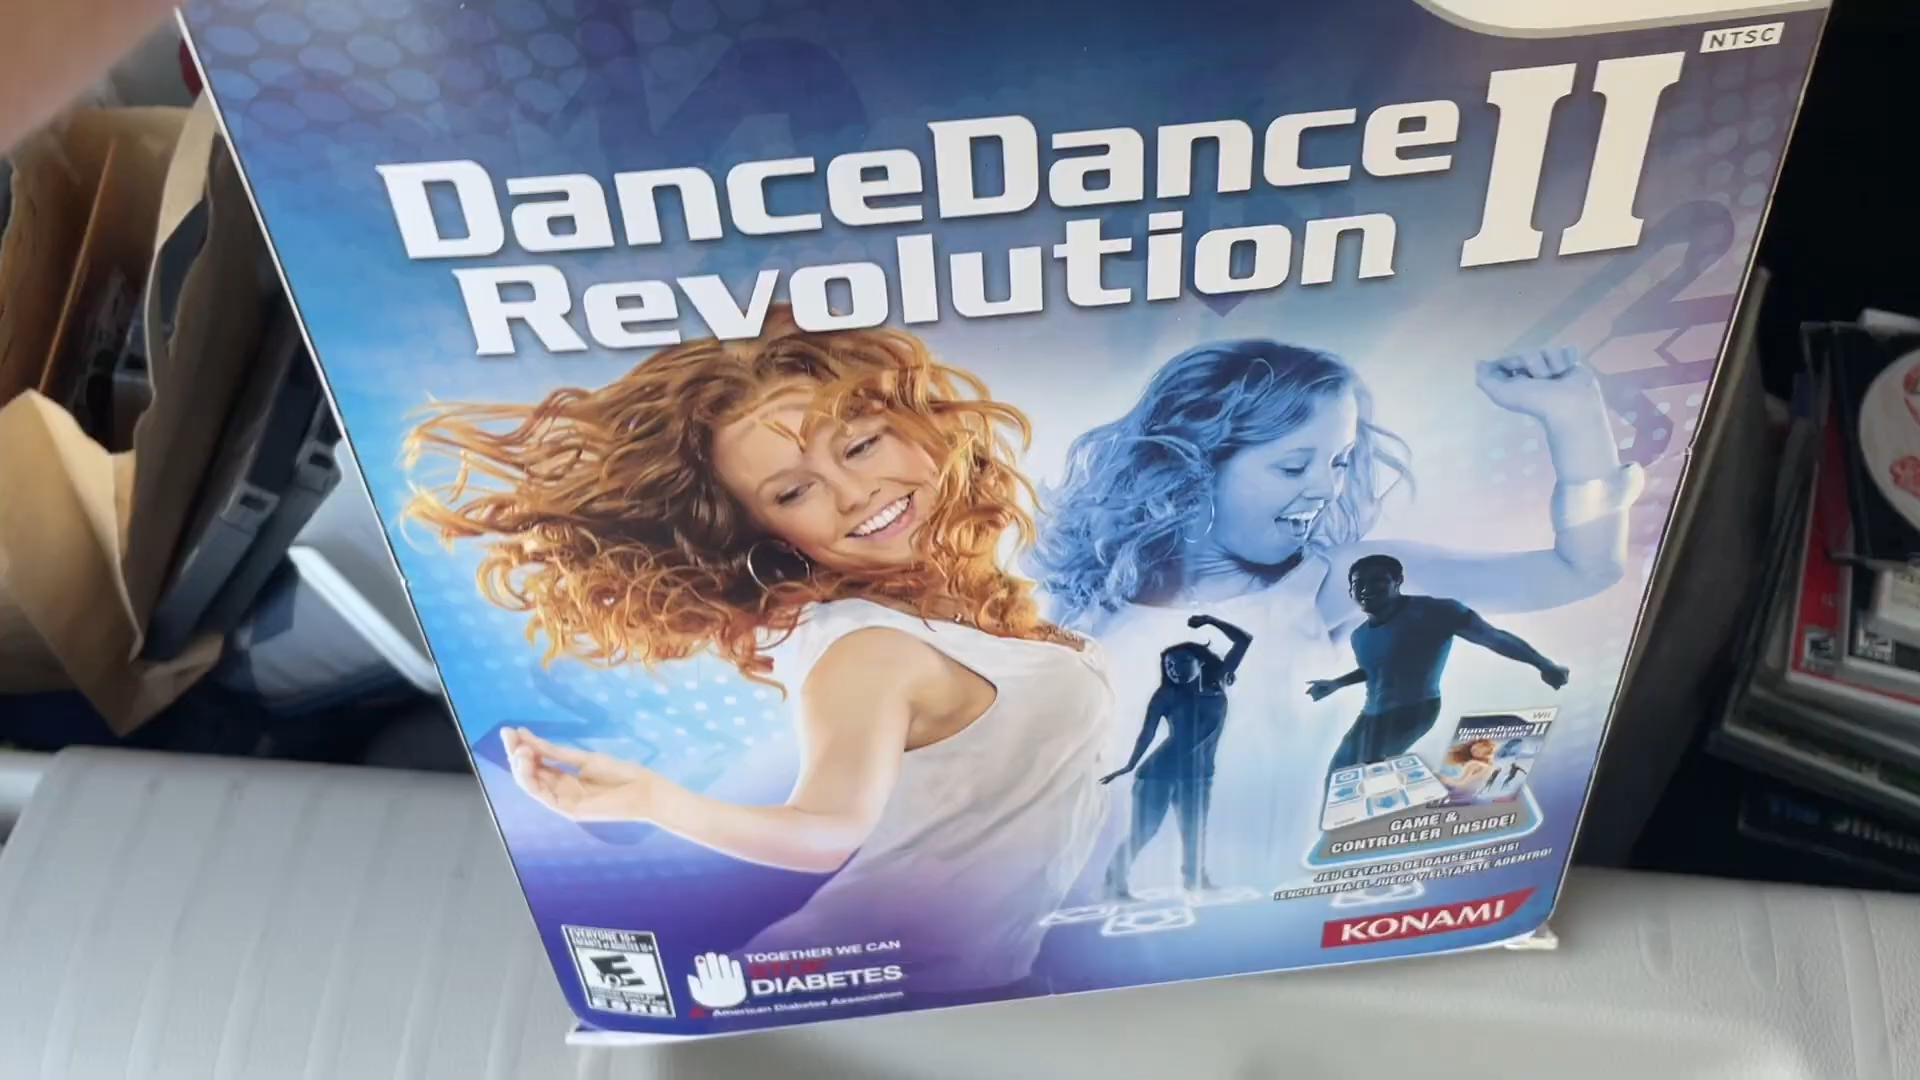 NTSC
DanceDance
Revolution II
Wii
DanceDance
Revolution II
GAME &
CONTROLLER INSIDE!
JEU ET TAPIS DE DANSE INCLUS!
¡ENCUENTRA EL JUEGO Y EL TAPETE ADENTRO!
KONAMI
EVERYONE 10+
E
ESRB
TOGETHER WE CAN
STOP
DIABETES
American Diabetes Association